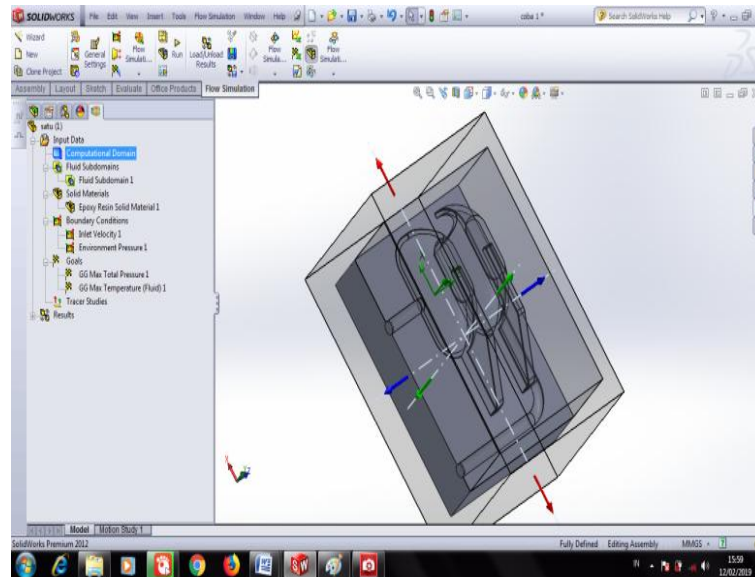 SOLIDWORKS File Edit View Insert Tools Flow Simulation Window Help coba 1 * Search SolidWorks Help
Wizard
New
Clone Project
General Settings
Flow Simulati...
Run
Load/Unload Results
Flow Simula...
Flow Simulati...
Assembly Layout Sketch Evaluate Office Products Flow Simulation
satu (1)
Input Data
Computational Domain
Fluid Subdomains
Fluid Subdomain 1
Solid Materials
Epoxy Resin Solid Material 1
Boundary Conditions
Inlet Velocity 1
Environment Pressure 1
Goals
GG Max Total Pressure 1
GG Max Temperature (Fluid) 1
Tracer Studies
Results
Model Motion Study 1
SolidWorks Premium 2012 Fully Defined Editing Assembly MMGS
IN 15:59
12/02/2019